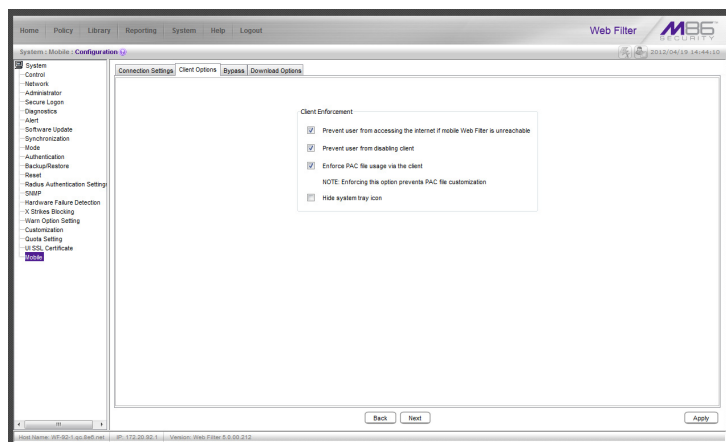 Home Policy Library Reporting System Help Logout
Web Filter
M86
SECURITY
System : Mobile : Configuration
2012/04/19 14:44:10
System
Control
Network
Administrator
Secure Logon
Diagnostics
Alert
Software Update
Synchronization
Mode
Authentication
Backup/Restore
Reset
Radius Authentication Settings
SNMP
Hardware Failure Detection
X Strikes Blocking
Warn Option Setting
Customization
Quota Setting
UI SSL Certificate
Mobile
Connection Settings Client Options Bypass Download Options
Client Enforcement
Prevent user from accessing the internet if mobile Web Filter is unreachable
Prevent user from disabling client
Enforce PAC file usage via the client
NOTE: Enforcing this option prevents PAC file customization
Hide system tray icon
Back Next Apply
Host Name: WF-92-1.qc.8e6.net IP: 172.20.92.1 Version: Web Filter 5.0.00.212